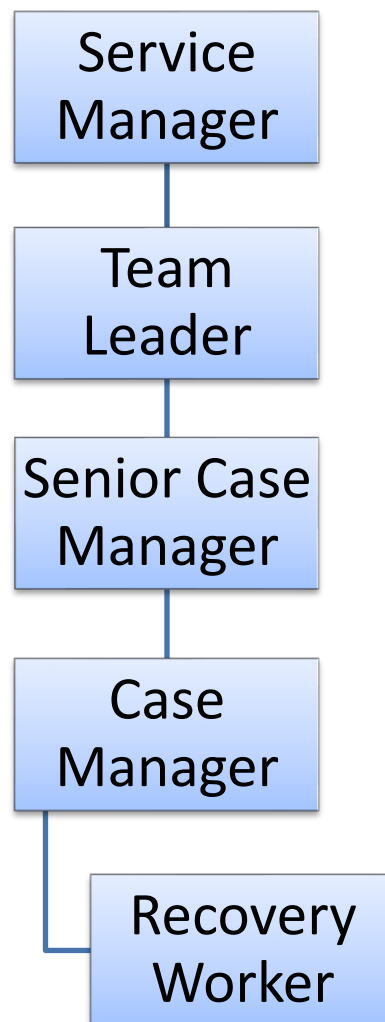 Service
Manager
Team
Leader
Senior Case
Manager
Case
Manager
Recovery
Worker